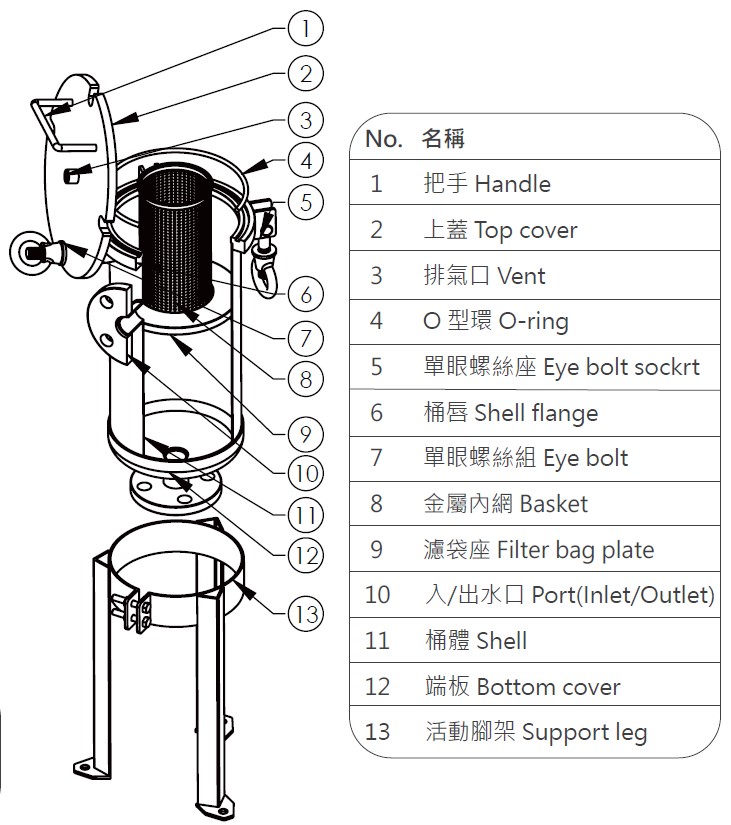 1
2
3
4
5
6
7
8
9
10
11
12
13
No. 名稱
1 把手 Handle
2 上蓋 Top cover
3 排氣口 Vent
4 O 型環 O-ring
5 單眼螺絲座 Eye bolt sockrt
6 桶唇 Shell flange
7 單眼螺絲組 Eye bolt
8 金屬內網 Basket
9 濾袋座 Filter bag plate
10 入/出水口 Port(Inlet/Outlet)
11 桶體 Shell
12 端板 Bottom cover
13 活動腳架 Support leg